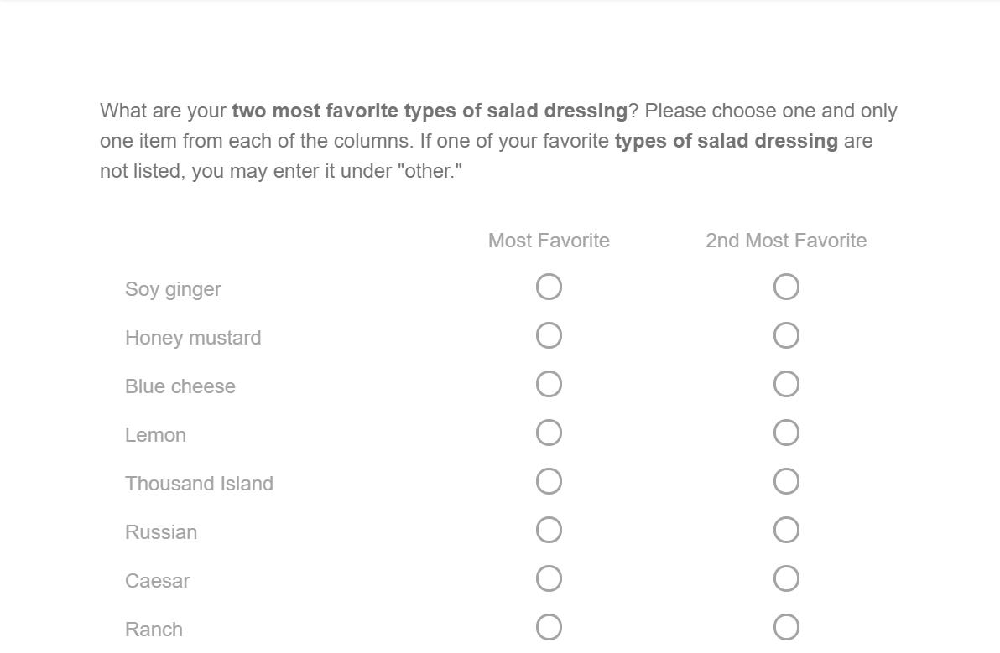 What are your two most favorite types of salad dressing? Please choose one and only
one item from each of the columns. If one of your favorite types of salad dressing are
not listed, you may enter it under "other."
Most Favorite 2nd Most Favorite
Soy ginger
Honey mustard
Blue cheese
Lemon
Thousand Island
Russian
Caesar
Ranch